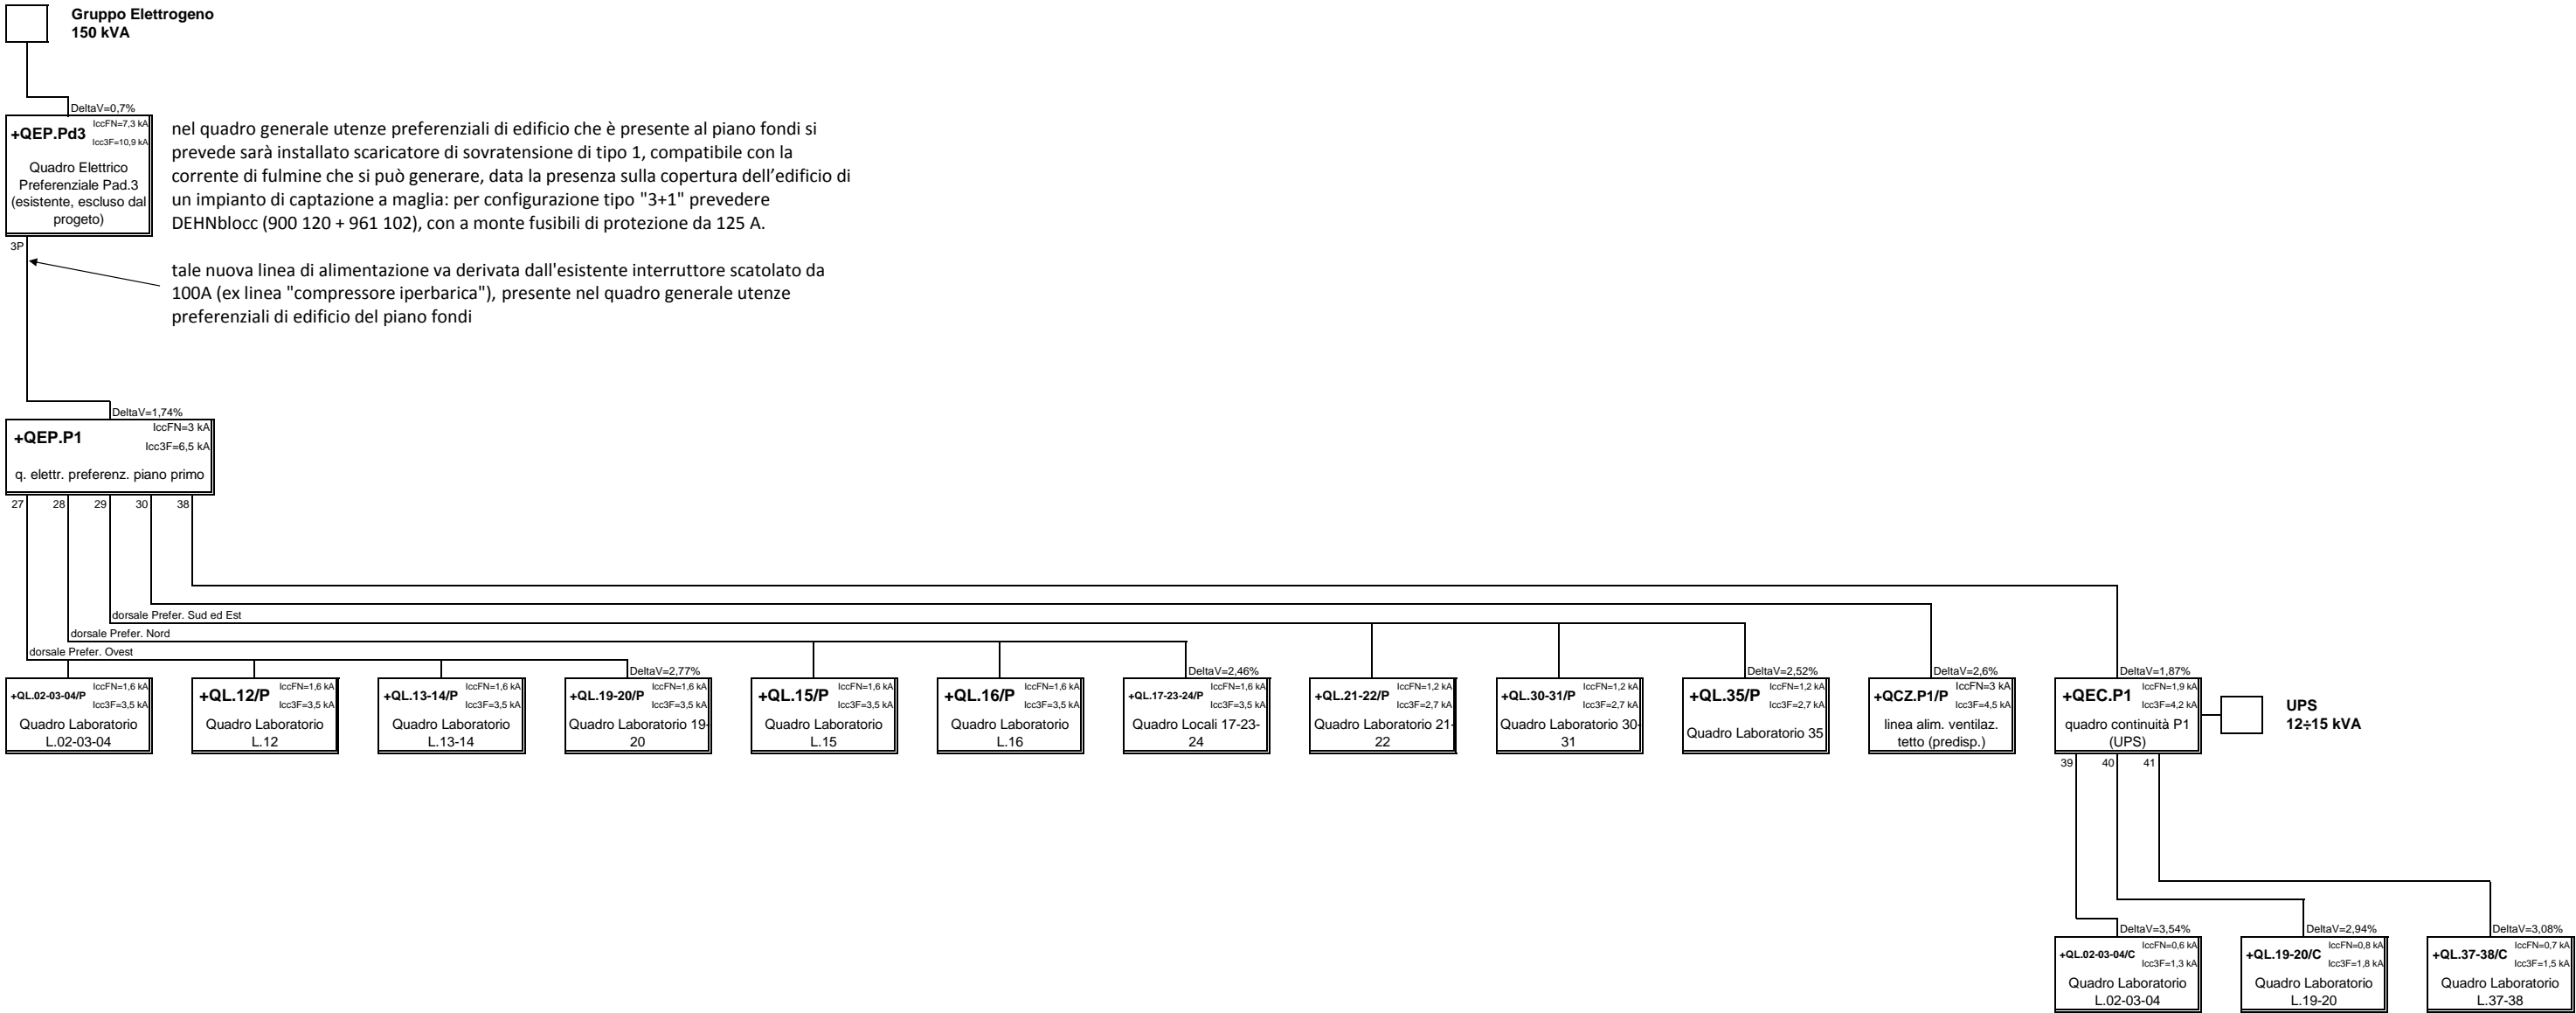 Gruppo Elettrogeno
150 kVA
DeltaV=0,7%
+QEP.Pd3
IccFN=7,3 kA
Icc3F=10,9 kA
Quadro Elettrico
Preferenziale Pad.3
(esistente, escluso dal
progeto)
3P
nel quadro generale utenze preferenziali di edificio che è presente al piano fondi si
prevede sarà installato scaricatore di sovratensione di tipo 1, compatibile con la
corrente di fulmine che si può generare, data la presenza sulla copertura dell’edificio di
un impianto di captazione a maglia: per configurazione tipo "3+1" prevedere
DEHNblocc (900 120 + 961 102), con a monte fusibili di protezione da 125 A.
tale nuova linea di alimentazione va derivata dall'esistente interruttore scatolato da
100A (ex linea "compressore iperbarica"), presente nel quadro generale utenze
preferenziali di edificio del piano fondi
DeltaV=1,74%
+QEP.P1
IccFN=3 kA
Icc3F=6,5 kA
q. elettr. preferenz. piano primo
27
28
29
30
38
dorsale Prefer. Sud ed Est
dorsale Prefer. Nord
dorsale Prefer. Ovest
+QL.02-03-04/P
IccFN=1,6 kA
Icc3F=3,5 kA
Quadro Laboratorio
L.02-03-04
+QL.12/P
IccFN=1,6 kA
Icc3F=3,5 kA
Quadro Laboratorio
L.12
+QL.13-14/P
IccFN=1,6 kA
Icc3F=3,5 kA
Quadro Laboratorio
L.13-14
DeltaV=2,77%
+QL.19-20/P
IccFN=1,6 kA
Icc3F=3,5 kA
Quadro Laboratorio 19-
20
+QL.15/P
IccFN=1,6 kA
Icc3F=3,5 kA
Quadro Laboratorio
L.15
+QL.16/P
IccFN=1,6 kA
Icc3F=3,5 kA
Quadro Laboratorio
L.16
DeltaV=2,46%
+QL.17-23-24/P
IccFN=1,6 kA
Icc3F=3,5 kA
Quadro Locali 17-23-
24
+QL.21-22/P
IccFN=1,2 kA
Icc3F=2,7 kA
Quadro Laboratorio 21-
22
+QL.30-31/P
IccFN=1,2 kA
Icc3F=2,7 kA
Quadro Laboratorio 30-
31
DeltaV=2,52%
+QL.35/P
IccFN=1,2 kA
Icc3F=2,7 kA
Quadro Laboratorio 35
DeltaV=2,6%
+QCZ.P1/P
IccFN=3 kA
Icc3F=4,5 kA
linea alim. ventilaz.
tetto (predisp.)
DeltaV=1,87%
+QEC.P1
IccFN=1,9 kA
Icc3F=4,2 kA
quadro continuità P1
(UPS)
UPS
12÷15 kVA
39
40
41
DeltaV=3,54%
+QL.02-03-04/C
IccFN=0,6 kA
Icc3F=1,3 kA
Quadro Laboratorio
L.02-03-04
DeltaV=2,94%
+QL.19-20/C
IccFN=0,8 kA
Icc3F=1,8 kA
Quadro Laboratorio
L.19-20
DeltaV=3,08%
+QL.37-38/C
IccFN=0,7 kA
Icc3F=1,5 kA
Quadro Laboratorio
L.37-38